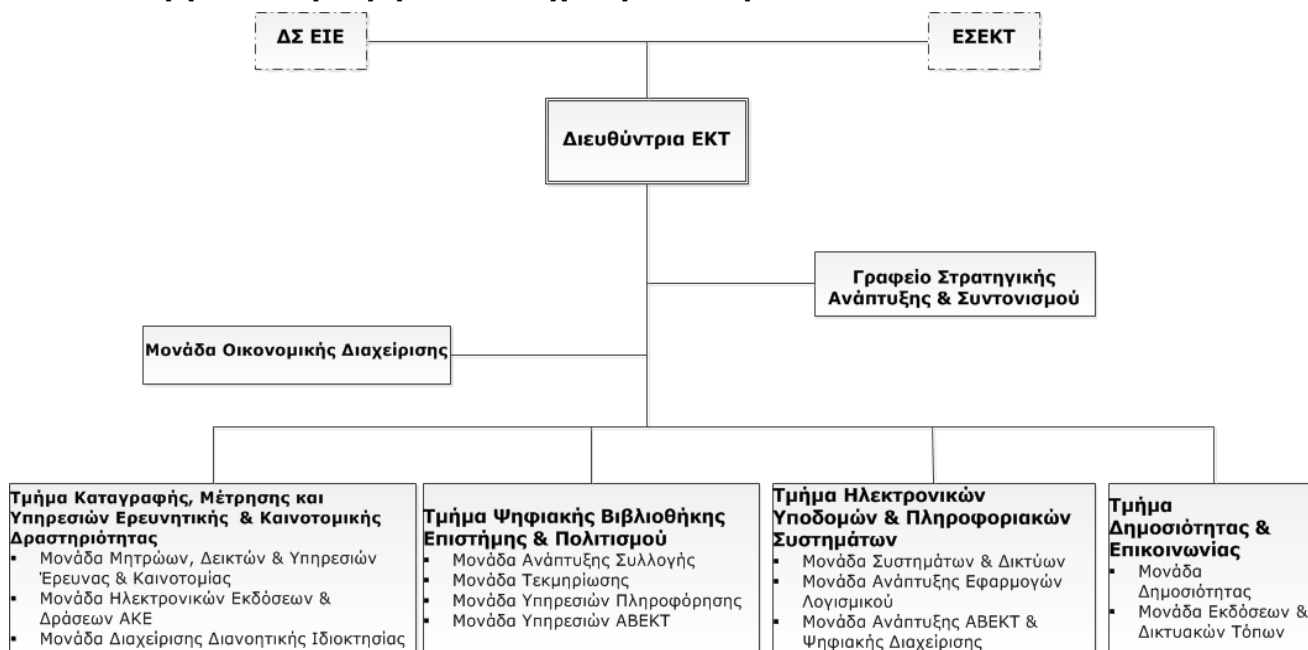 ΔΣ ΕΙΕ
ΕΣΕΚΤ
Διευθύντρια ΕΚΤ
Γραφείο Στρατηγικής
Ανάπτυξης & Συντονισμού
Μονάδα Οικονομικής Διαχείρισης
Τμήμα Καταγραφής, Μέτρησης και
Υπηρεσιών Ερευνητικής & Καινοτομικής
Δραστηριότητας
▪ Μονάδα Μητρώων, Δεικτών & Υπηρεσιών
Έρευνας & Καινοτομίας
▪ Μονάδα Ηλεκτρονικών Εκδόσεων &
Δράσεων ΑΚΕ
▪ Μονάδα Διαχείρισης Διανοητικής Ιδιοκτησίας
Τμήμα Ψηφιακής Βιβλιοθήκης
Επιστήμης & Πολιτισμού
▪ Μονάδα Ανάπτυξης Συλλογής
▪ Μονάδα Τεκμηρίωσης
▪ Μονάδα Υπηρεσιών Πληροφόρησης
▪ Μονάδα Υπηρεσιών ΑΒΕΚΤ
Τμήμα Ηλεκτρονικών
Υποδομών & Πληροφοριακών
Συστημάτων
▪ Μονάδα Συστημάτων & Δικτύων
▪ Μονάδα Ανάπτυξης Εφαρμογών
Λογισμικού
▪ Μονάδα Ανάπτυξης ΑΒΕΚΤ &
Ψηφιακής Διαχείρισης
Τμήμα
Δημοσιότητας &
Επικοινωνίας
▪ Μονάδα
Δημοσιότητας
▪ Μονάδα Εκδόσεων &
Δικτυακών Τόπων